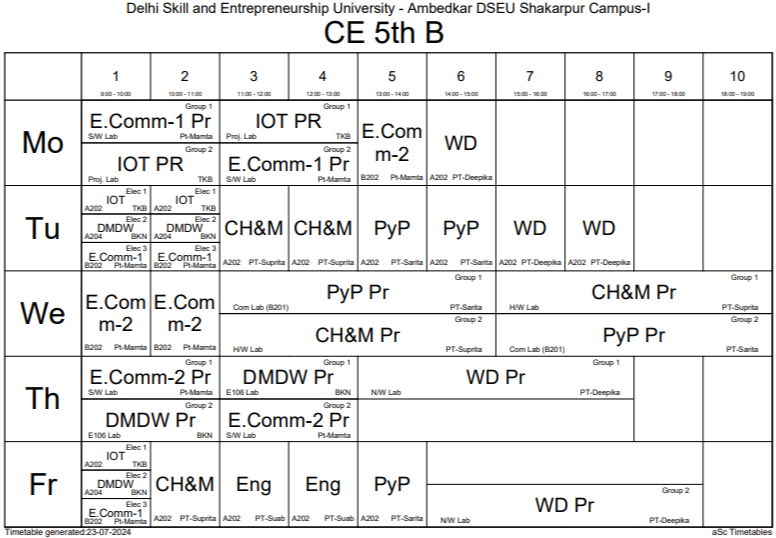 Delhi Skill and Entrepreneurship University - Ambedkar DSEU Shakarpur Campus-I
CE 5th B
1 2 3 4 5 6 7 8 9 10
9:00 - 10:00 10:00 - 11:00 11:00 - 12:00 12:00 - 13:00 13:00 - 14:00 14:00 - 15:00 15:00 - 16:00 16:00 - 17:00 17:00 - 18:00 18:00 - 19:00
Mo
Group 1
E.Comm-1 Pr
S/W Lab Pt-Mamta
Group 2
IOT PR
Proj. Lab TKB
Group 1
IOT PR
Proj. Lab TKB
Group 2
E.Comm-1 Pr
S/W Lab Pt-Mamta
E.Com
m-2
B202 Pt-Mamta
WD
A202 PT-Deepika
Tu
Elec 1
IOT
A202 TKB
Elec 2
DMDW
A204 BKN
Elec 3
E.Comm-1
B202 Pt-Mamta
Elec 1
IOT
A202 TKB
Elec 2
DMDW
A204 BKN
Elec 3
E.Comm-1
B202 Pt-Mamta
CH&M
A202 PT-Suprita
CH&M
A202 PT-Suprita
PyP
A202 PT-Sarita
PyP
A202 PT-Sarita
WD
A202 PT-Deepika
WD
A202 PT-Deepika
We
E.Com
m-2
B202 Pt-Mamta
E.Com
m-2
B202 Pt-Mamta
Group 1
PyP Pr
Com Lab (B201) PT-Sarita
Group 2
CH&M Pr
H/W Lab PT-Suprita
Group 1
CH&M Pr
H/W Lab PT-Suprita
Group 2
PyP Pr
Com Lab (B201) PT-Sarita
Th
Group 1
E.Comm-2 Pr
S/W Lab Pt-Mamta
Group 2
DMDW Pr
E106 Lab BKN
Group 1
DMDW Pr
E106 Lab BKN
Group 2
E.Comm-2 Pr
S/W Lab Pt-Mamta
Group 1
WD Pr
N/W Lab PT-Deepika
Fr
Elec 1
IOT
A202 TKB
Elec 2
DMDW
A204 BKN
Elec 3
E.Comm-1
B202 Pt-Mamta
CH&M
A202 PT-Suprita
Eng
A202 PT-Suab
Eng
A202 PT-Suab
PyP
A202 PT-Sarita
Group 2
WD Pr
N/W Lab PT-Deepika
Timetable generated:23-07-2024 aSc Timetables